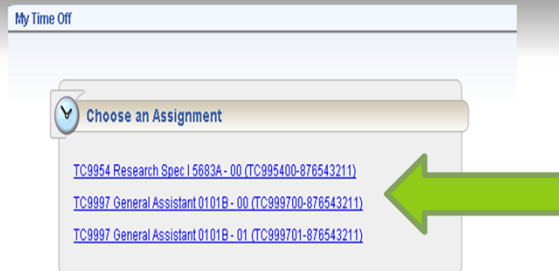 My Time Off
Choose an Assignment
TC9954 Research Spec I 5683A - 00 (TC995400-876543211)
TC9997 General Assistant 0101B - 00 (TC999700-876543211)
TC9997 General Assistant 0101B - 01 (TC999701-876543211)